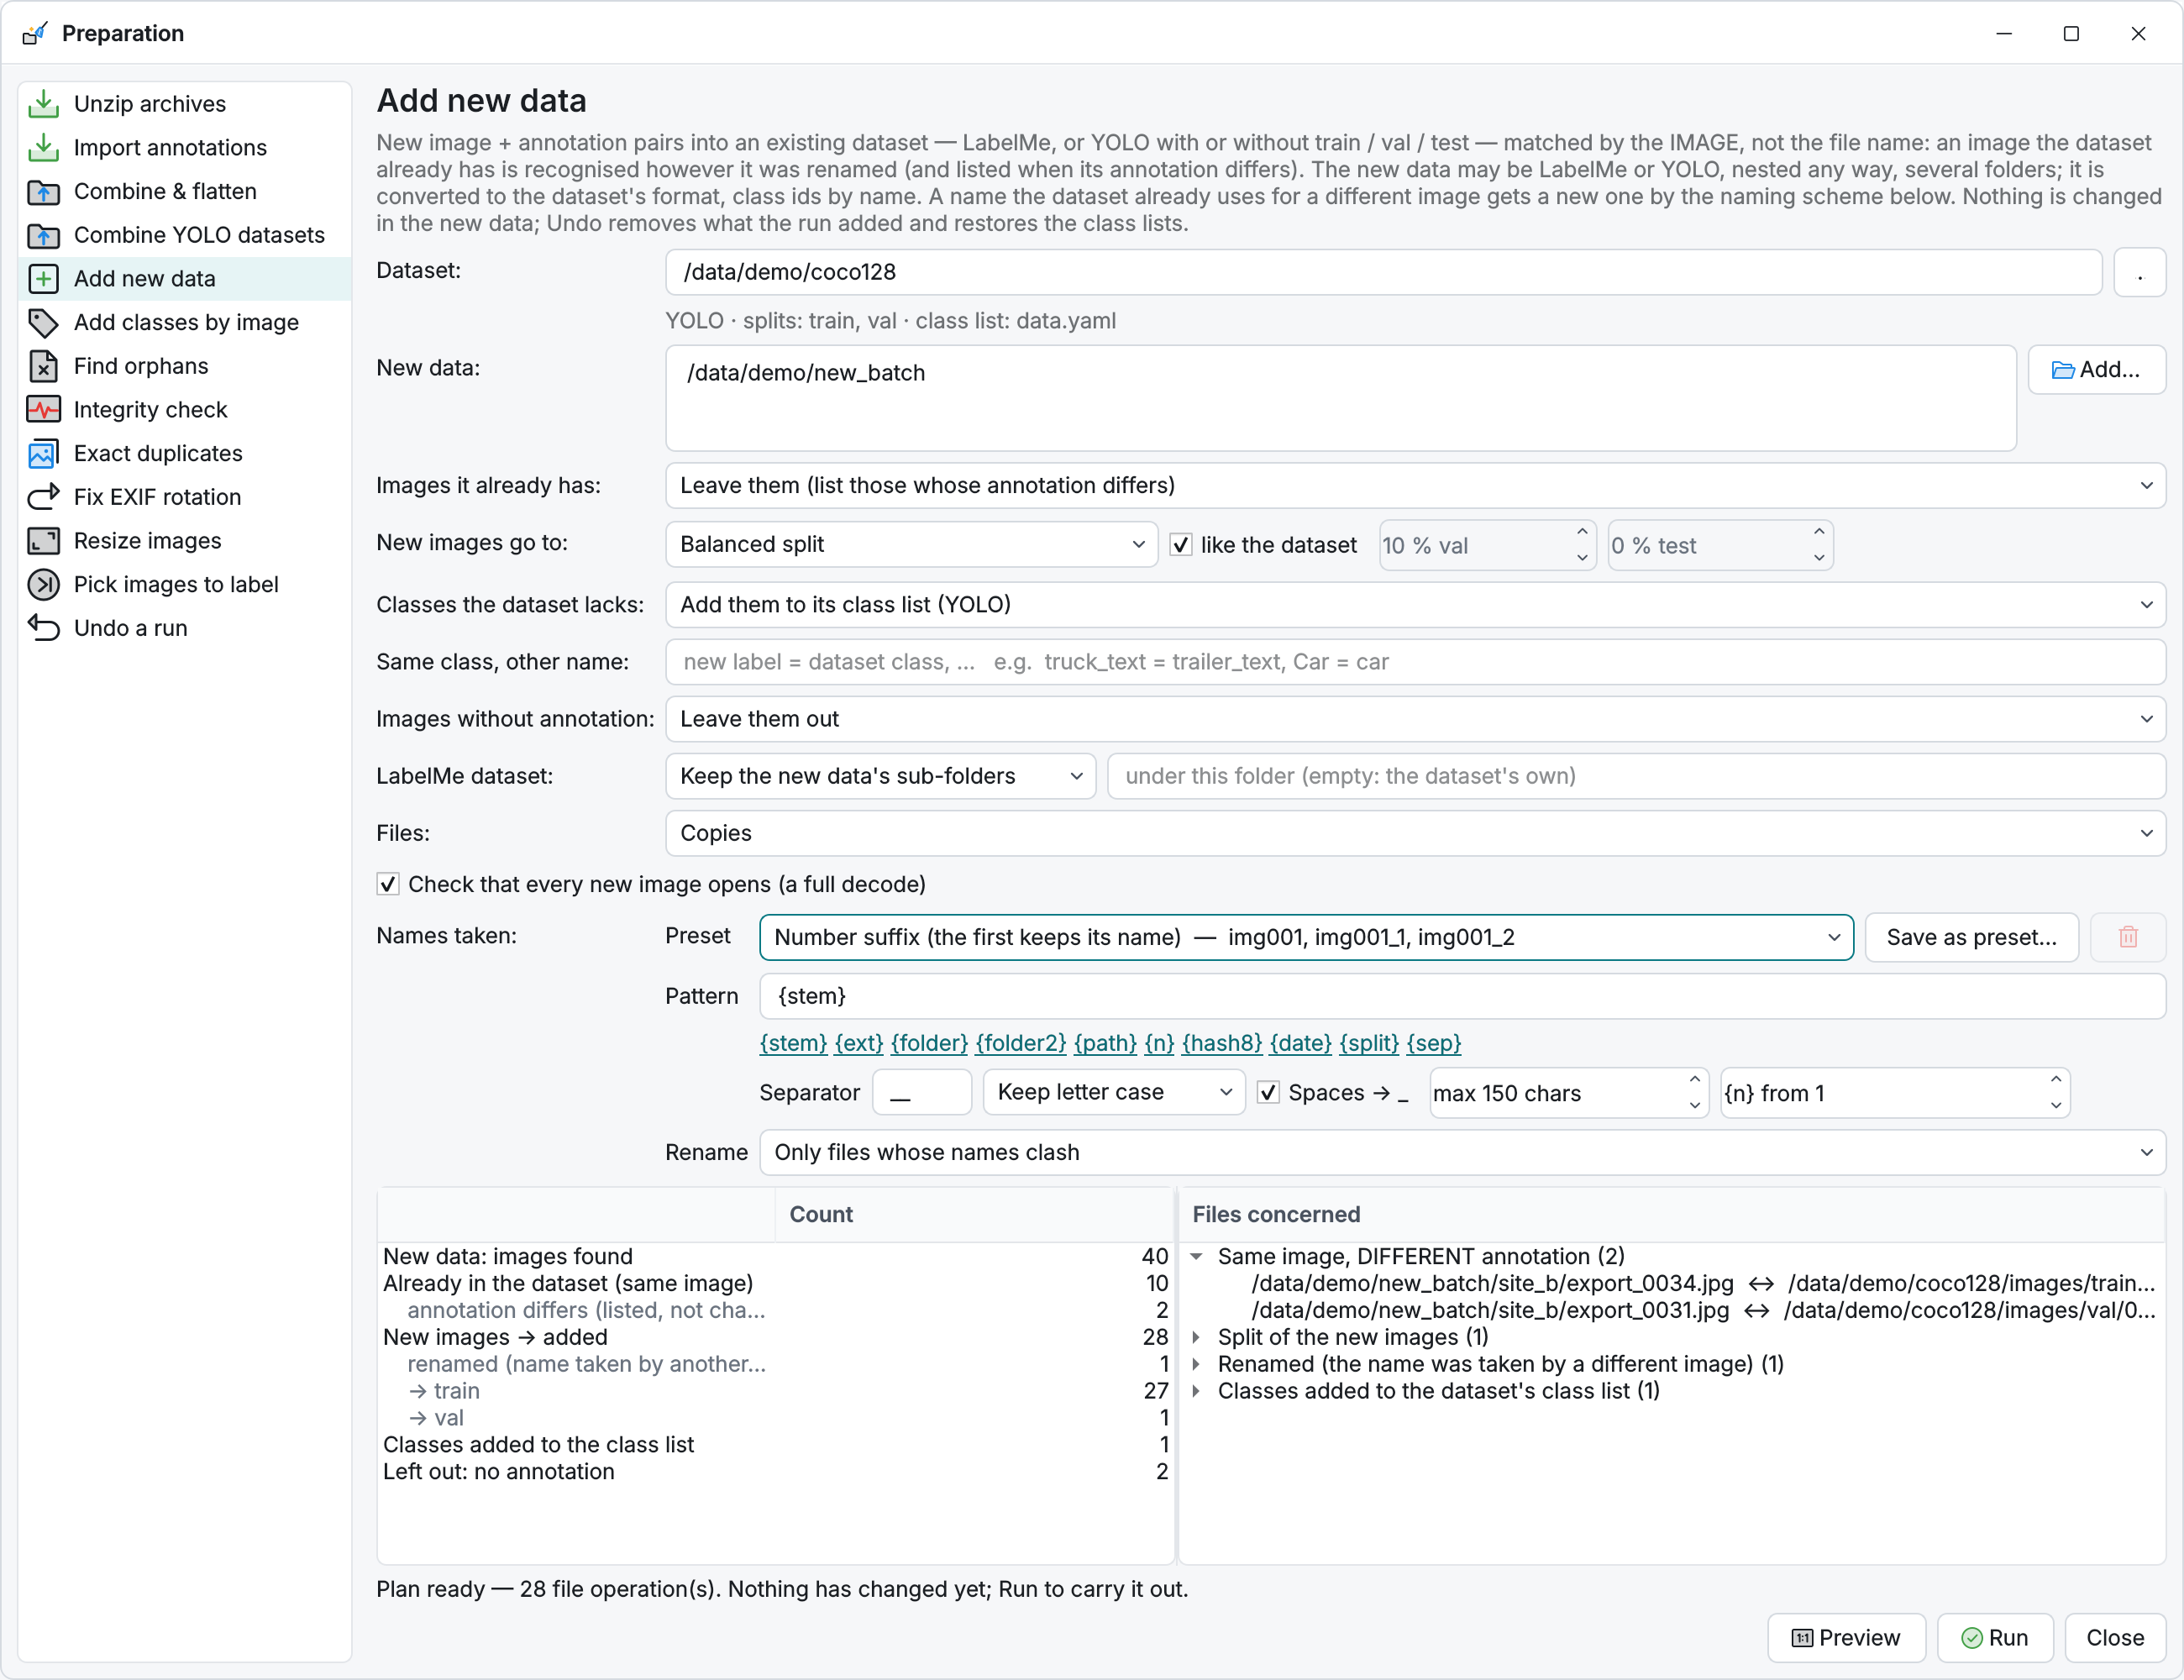 Preparation
Unzip archives
Import annotations
Combine & flatten
Combine YOLO datasets
Add new data
Add classes by image
Find orphans
Integrity check
Exact duplicates
Fix EXIF rotation
Resize images
Pick images to label
Undo a run
Add new data
New image + annotation pairs into an existing dataset — LabelMe, or YOLO with or without train / val / test — matched by the IMAGE, not the file name: an image the dataset
already has is recognised however it was renamed (and listed when its annotation differs). The new data may be LabelMe or YOLO, nested any way, several folders; it is
converted to the dataset's format, class ids by name. A name the dataset already uses for a different image gets a new one by the naming scheme below. Nothing is changed
in the new data; Undo removes what the run added and restores the class lists.
Dataset: /data/demo/coco128 .
YOLO · splits: train, val · class list: data.yaml
New data: /data/demo/new_batch Add...
Images it already has: Leave them (list those whose annotation differs)
New images go to: Balanced split like the dataset 10 % val 0 % test
Classes the dataset lacks: Add them to its class list (YOLO)
Same class, other name: new label = dataset class, ... e.g. truck_text = trailer_text, Car = car
Images without annotation: Leave them out
LabelMe dataset: Keep the new data's sub-folders under this folder (empty: the dataset's own)
Files: Copies
Check that every new image opens (a full decode)
Names taken: Preset Number suffix (the first keeps its name) — img001, img001_1, img001_2 Save as preset...
Pattern {stem}
{stem} {ext} {folder} {folder2} {path} {n} {hash8} {date} {split} {sep}
Separator __ Keep letter case Spaces → _ max 150 chars {n} from 1
Rename Only files whose names clash
Count
New data: images found 40
Already in the dataset (same image) 10
annotation differs (listed, not cha... 2
New images → added 28
renamed (name taken by another... 1
→ train 27
→ val 1
Classes added to the class list 1
Left out: no annotation 2
Files concerned
Same image, DIFFERENT annotation (2)
/data/demo/new_batch/site_b/export_0034.jpg ↔ /data/demo/coco128/images/train...
/data/demo/new_batch/site_b/export_0031.jpg ↔ /data/demo/coco128/images/val/0...
Split of the new images (1)
Renamed (the name was taken by a different image) (1)
Classes added to the dataset's class list (1)
Plan ready — 28 file operation(s). Nothing has changed yet; Run to carry it out.
1:1 Preview Run Close